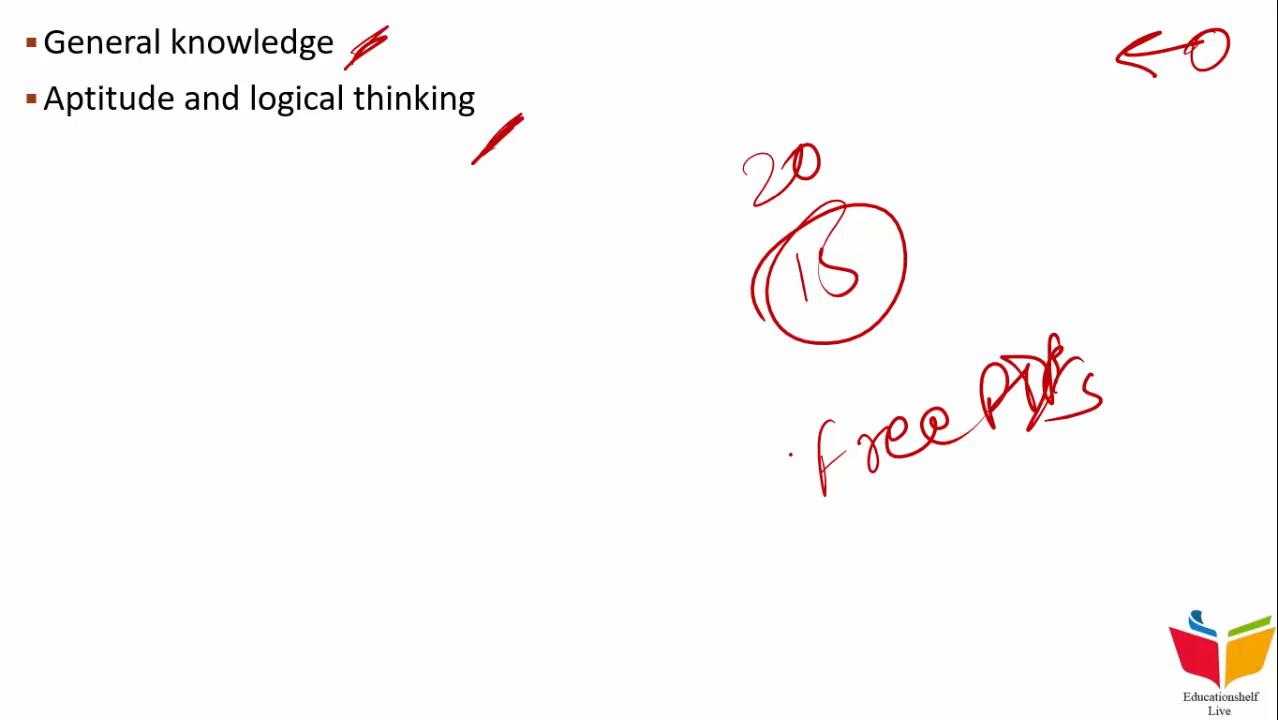 General knowledge
Aptitude and logical thinking
20
15
Free PDFs
Educationshelf
Live